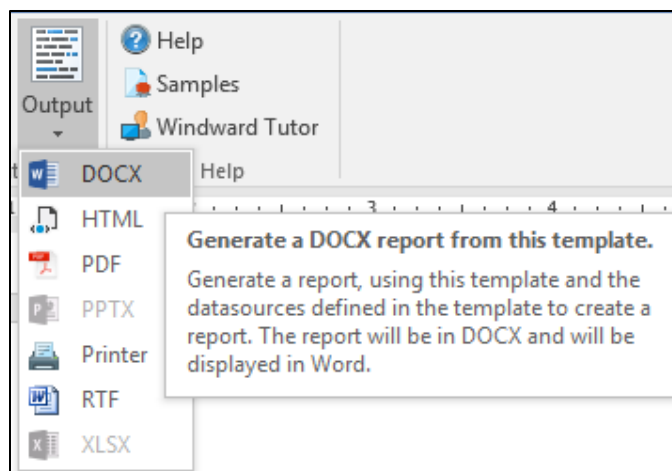 Help
Samples
Output
Windward Tutor
t
Help
DOCX
3
4
HTML
Generate a DOCX report from this template.
PDF
Generate a report, using this template and the
datasources defined in the template to create a
PPTX
report. The report will be in DOCX and will be
Printer
displayed in Word.
RTF
XLSX